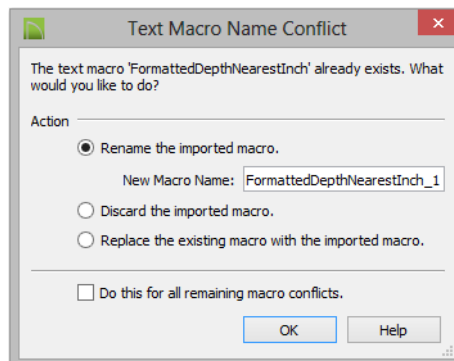 Text Macro Name Conflict
The text macro 'FormattedDepthNearestInch' already exists. What
would you like to do?
Action
Rename the imported macro.
New Macro Name: FormattedDepthNearestInch_1
Discard the imported macro.
Replace the existing macro with the imported macro.
Do this for all remaining macro conflicts.
OK Help